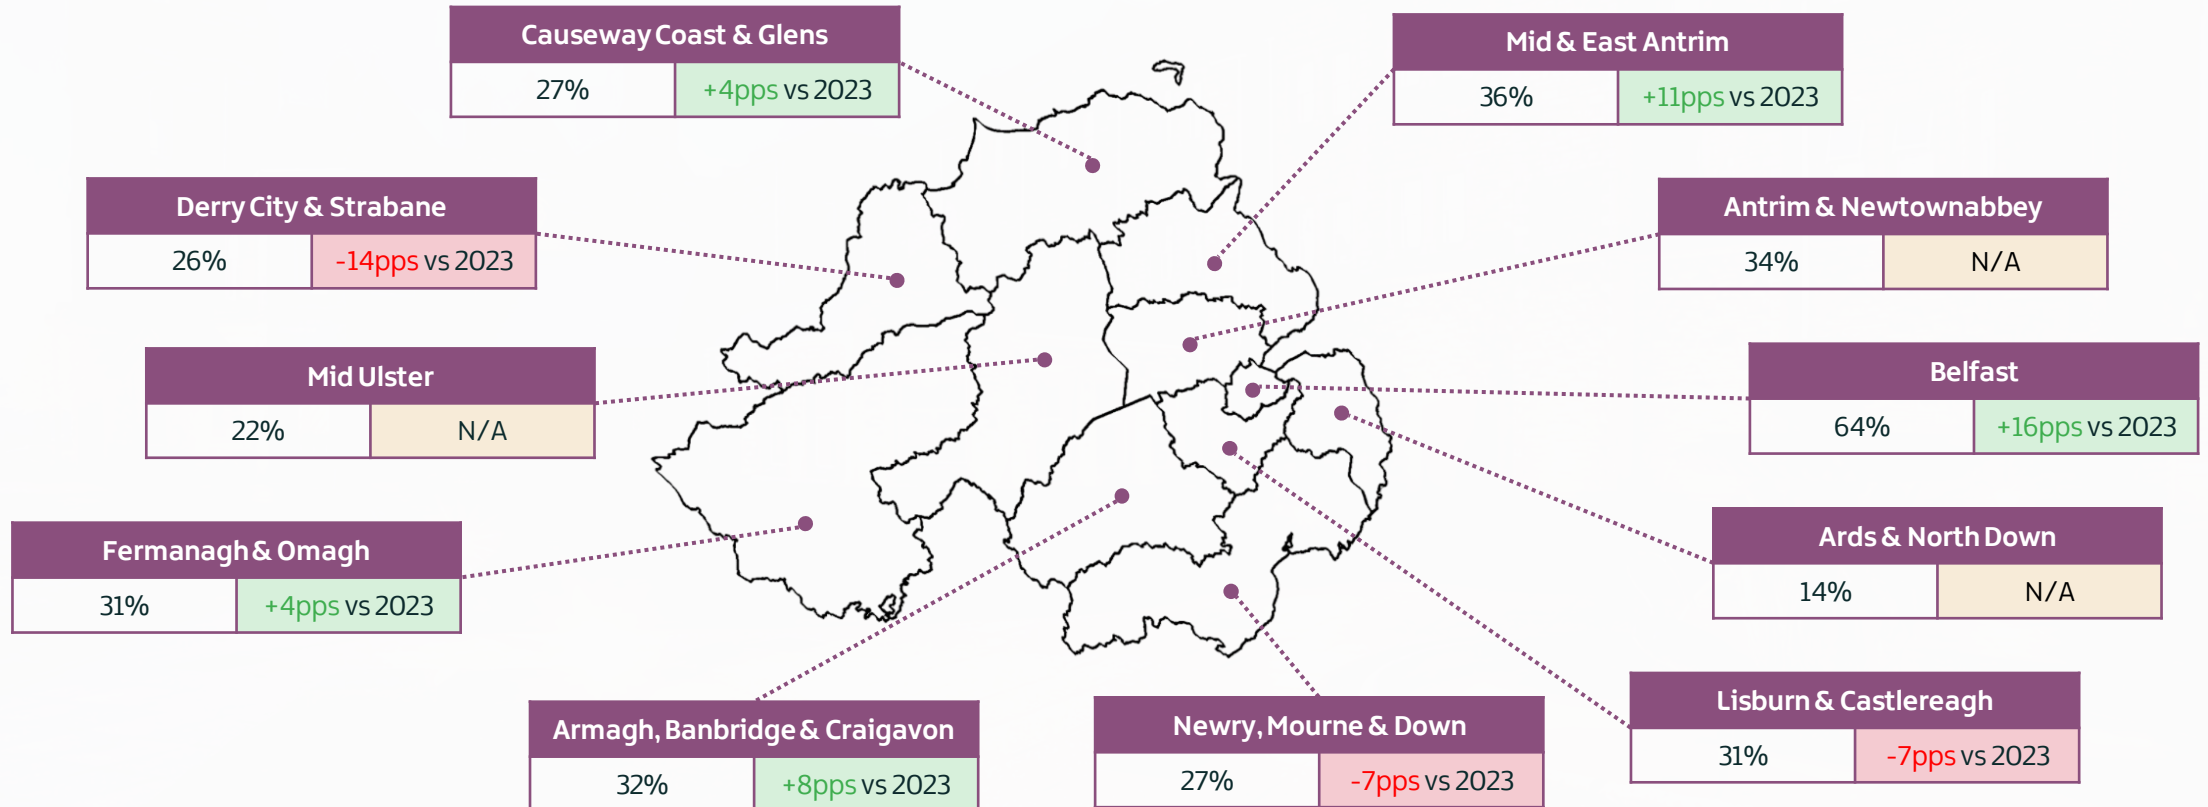 Causeway Coast & Glens
27% +4pps vs 2023
Mid & East Antrim
36% +11pps vs 2023
Derry City & Strabane
26% -14pps vs 2023
Antrim & Newtownabbey
34% N/A
Mid Ulster
22% N/A
Belfast
64% +16pps vs 2023
Fermanagh & Omagh
31% +4pps vs 2023
Ards & North Down
14% N/A
Armagh, Banbridge & Craigavon
32% +8pps vs 2023
Newry, Mourne & Down
27% -7pps vs 2023
Lisburn & Castlereagh
31% -7pps vs 2023